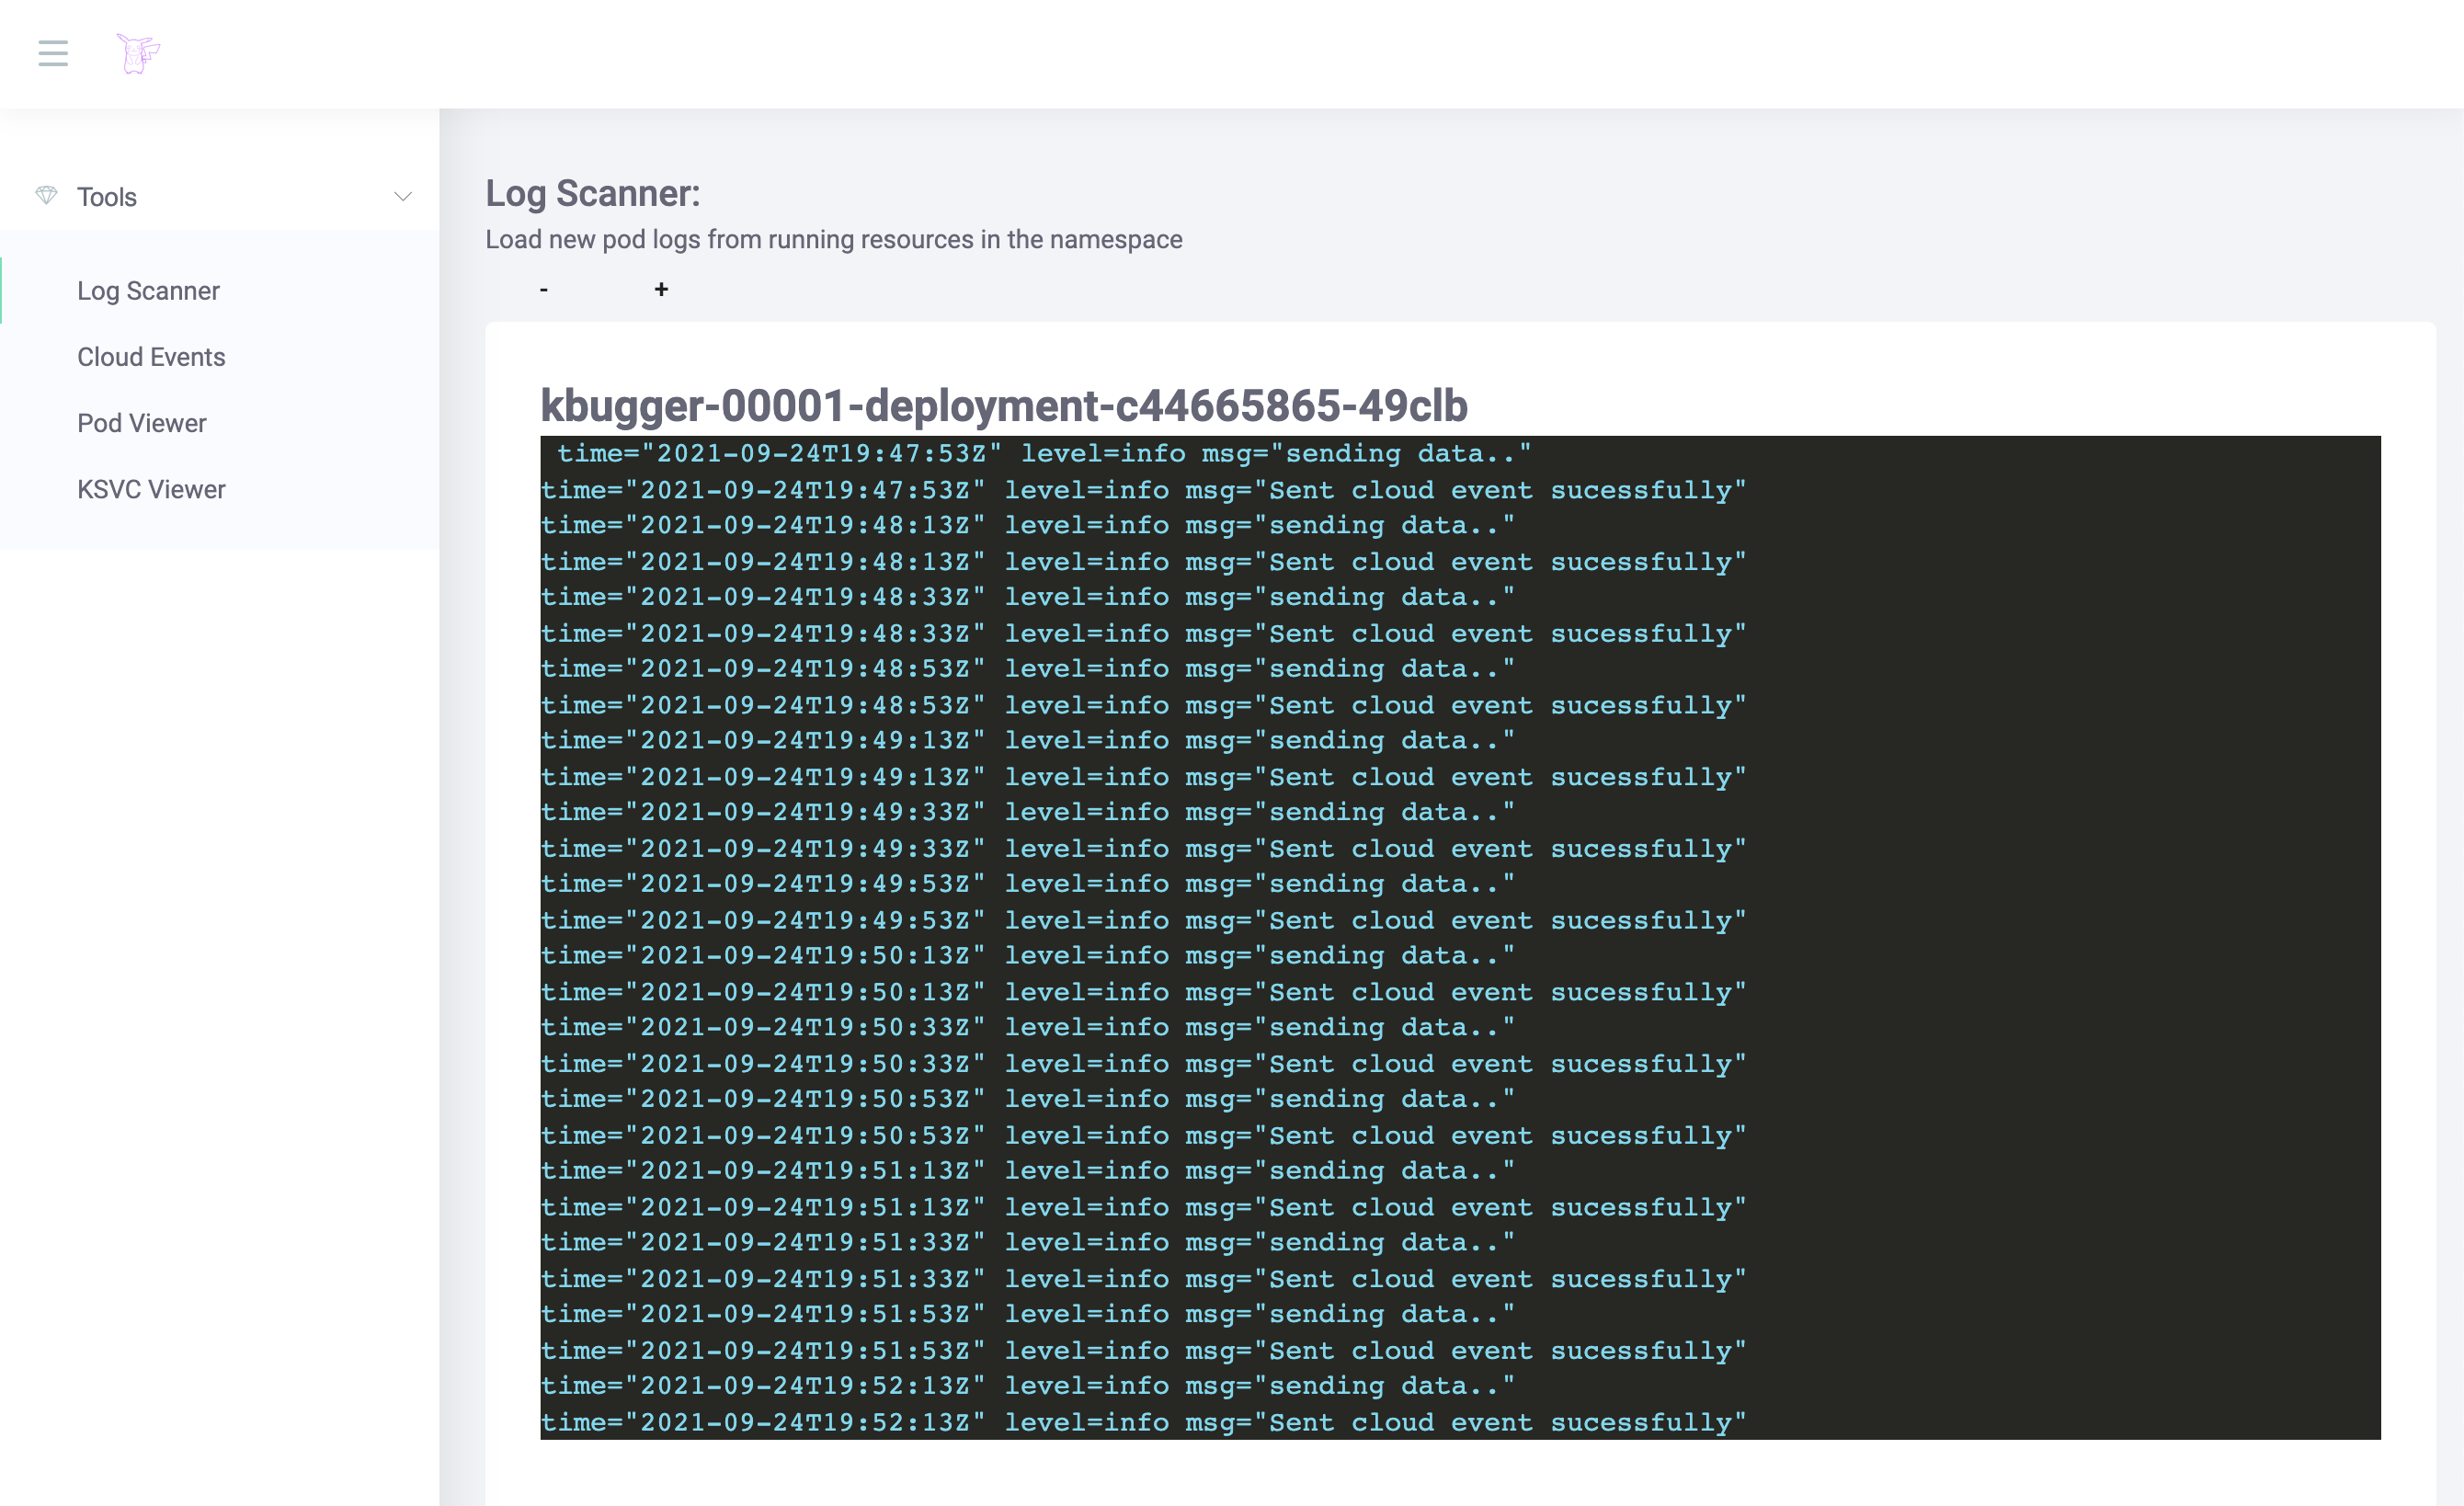 Tools
Log Scanner
Cloud Events
Pod Viewer
KSVC Viewer
Log Scanner:
Load new pod logs from running resources in the namespace
- +
kbugger-00001-deployment-c44665865-49clb
time="2021-09-24T19:47:53Z" level=info msg="sending data.."
time="2021-09-24T19:47:53Z" level=info msg="Sent cloud event sucessfully"
time="2021-09-24T19:48:13Z" level=info msg="sending data.."
time="2021-09-24T19:48:13Z" level=info msg="Sent cloud event sucessfully"
time="2021-09-24T19:48:33Z" level=info msg="sending data.."
time="2021-09-24T19:48:33Z" level=info msg="Sent cloud event sucessfully"
time="2021-09-24T19:48:53Z" level=info msg="sending data.."
time="2021-09-24T19:48:53Z" level=info msg="Sent cloud event sucessfully"
time="2021-09-24T19:49:13Z" level=info msg="sending data.."
time="2021-09-24T19:49:13Z" level=info msg="Sent cloud event sucessfully"
time="2021-09-24T19:49:33Z" level=info msg="sending data.."
time="2021-09-24T19:49:33Z" level=info msg="Sent cloud event sucessfully"
time="2021-09-24T19:49:53Z" level=info msg="sending data.."
time="2021-09-24T19:49:53Z" level=info msg="Sent cloud event sucessfully"
time="2021-09-24T19:50:13Z" level=info msg="sending data.."
time="2021-09-24T19:50:13Z" level=info msg="Sent cloud event sucessfully"
time="2021-09-24T19:50:33Z" level=info msg="sending data.."
time="2021-09-24T19:50:33Z" level=info msg="Sent cloud event sucessfully"
time="2021-09-24T19:50:53Z" level=info msg="sending data.."
time="2021-09-24T19:50:53Z" level=info msg="Sent cloud event sucessfully"
time="2021-09-24T19:51:13Z" level=info msg="sending data.."
time="2021-09-24T19:51:13Z" level=info msg="Sent cloud event sucessfully"
time="2021-09-24T19:51:33Z" level=info msg="sending data.."
time="2021-09-24T19:51:33Z" level=info msg="Sent cloud event sucessfully"
time="2021-09-24T19:51:53Z" level=info msg="sending data.."
time="2021-09-24T19:51:53Z" level=info msg="Sent cloud event sucessfully"
time="2021-09-24T19:52:13Z" level=info msg="sending data.."
time="2021-09-24T19:52:13Z" level=info msg="Sent cloud event sucessfully"